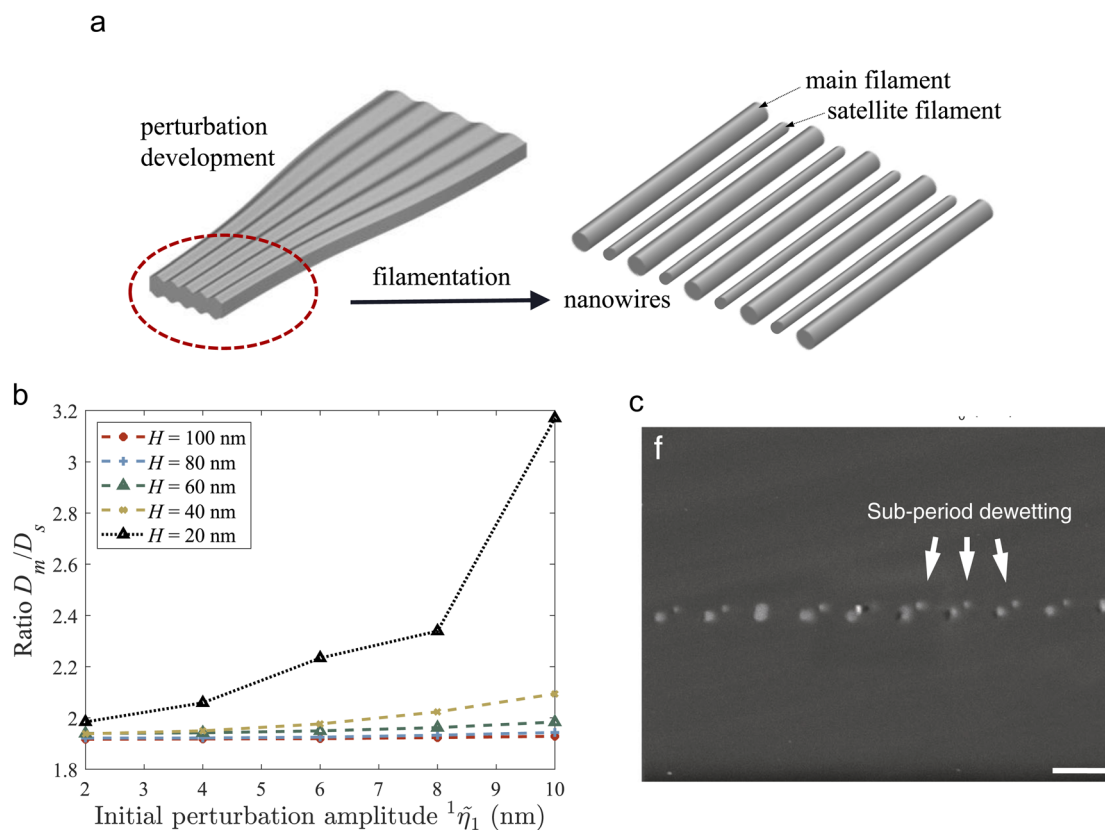 a
perturbation
development
main filament
satellite filament
filamentation
nanowires
b
Ratio D_m/D_s
3.2
3
2.8
2.6
2.4
2.2
2
1.8
H = 100 nm
H = 80 nm
H = 60 nm
H = 40 nm
H = 20 nm
2 3 4 5 6 7 8 9 10
Initial perturbation amplitude ¹η̃₁ (nm)
c
f
Sub-period dewetting